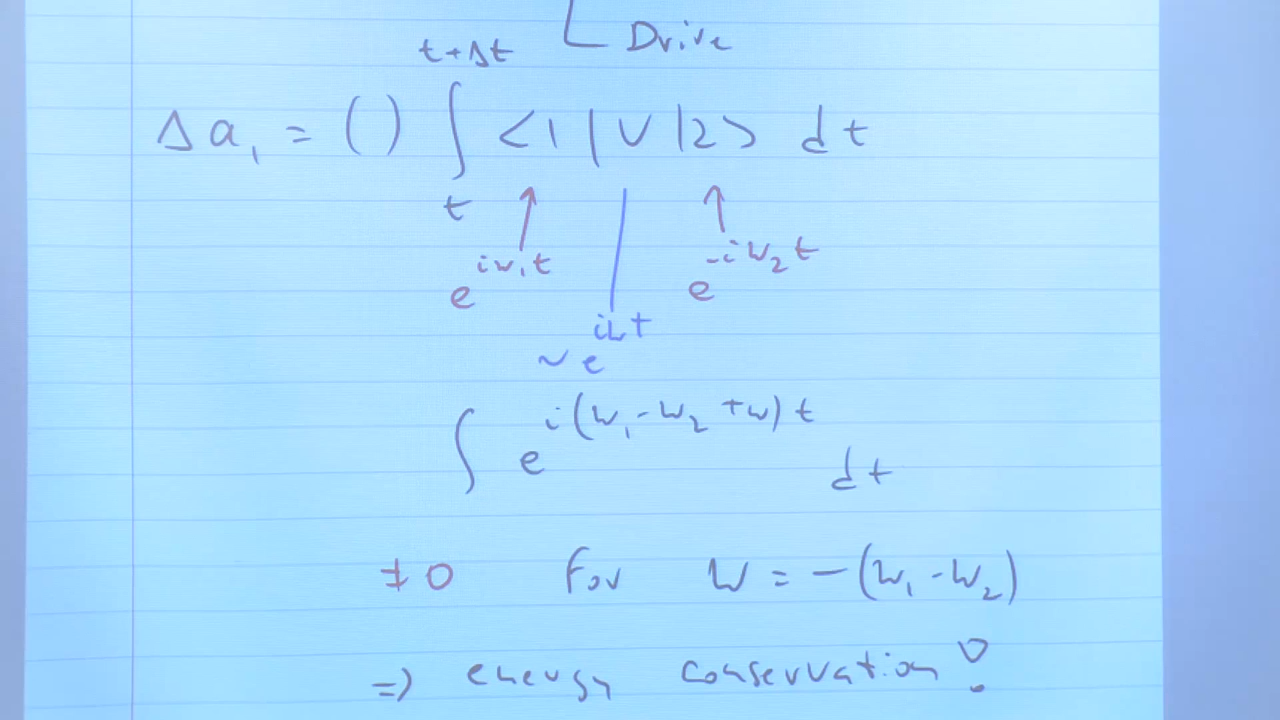 Drive
t+Δt
Δa₁ = () ∫ <1|V|2> dt
t
e^{iω₁t} ~e^{iωt} e^{-iω₂t}
∫ e^{i(ω₁-ω₂+ω)t} dt
≠0 for ω = -(ω₁-ω₂)
=> energy conservation!